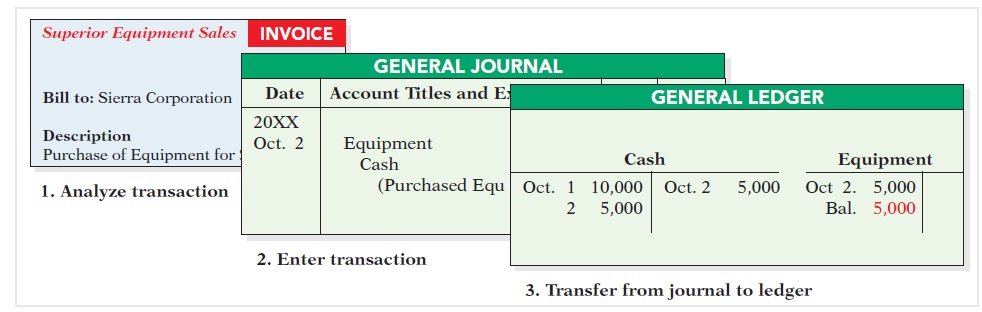 Superior Equipment Sales INVOICE
Bill to: Sierra Corporation
Description
Purchase of Equipment for
1. Analyze transaction
GENERAL JOURNAL
Date Account Titles and Ex
20XX
Oct. 2 Equipment
Cash
(Purchased Equ
2. Enter transaction
GENERAL LEDGER
Cash Equipment
Oct. 1 10,000 Oct. 2 5,000 Oct 2. 5,000
2 5,000 Bal. 5,000
3. Transfer from journal to ledger